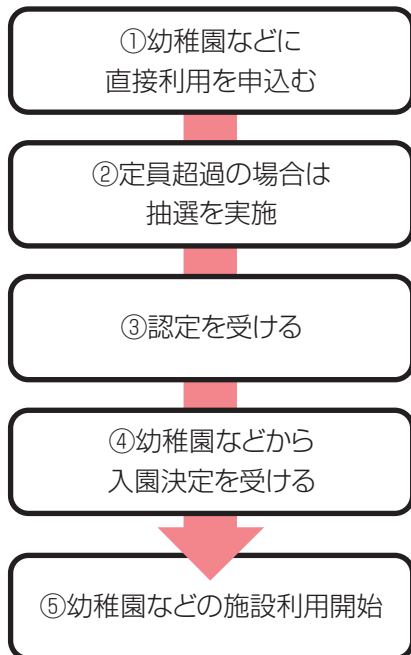 ①幼稚園などに
直接利用を申込む
②定員超過の場合は
抽選を実施
③認定を受ける
④幼稚園などから
入園決定を受ける
⑤幼稚園などの施設利用開始